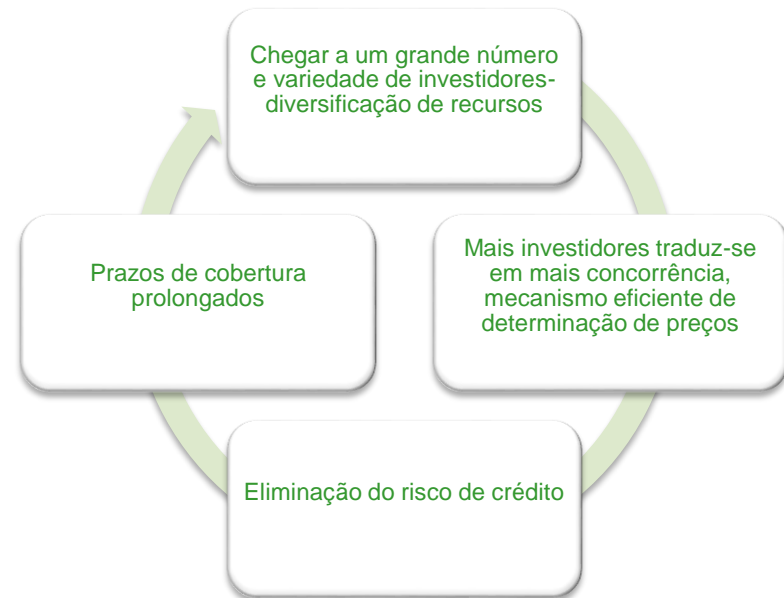 Chegar a um grande número
e variedade de investidores-
diversificação de recursos
Mais investidores traduz-se
em mais concorrência,
mecanismo eficiente de
determinação de preços
Eliminação do risco de crédito
Prazos de cobertura
prolongados